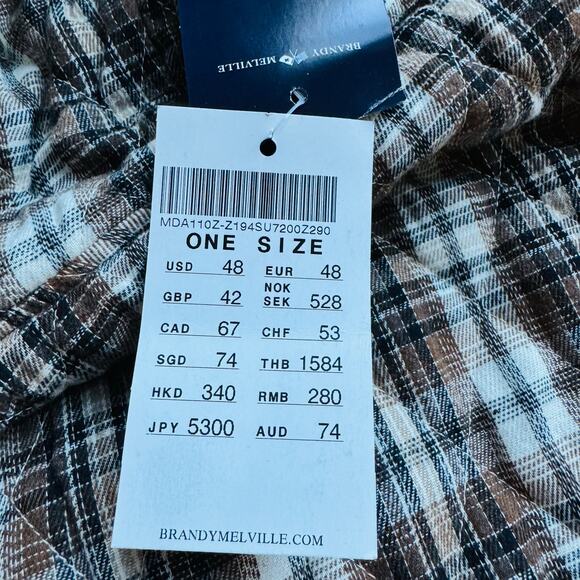 BRANDY MELVILLE
MDA110Z-Z194SU7200Z290
ONE SIZE
USD 48 EUR 48
GBP 42 NOK SEK 528
CAD 67 CHF 53
SGD 74 THB 1584
HKD 340 RMB 280
JPY 5300 AUD 74
BRANDYMELVILLE.COM